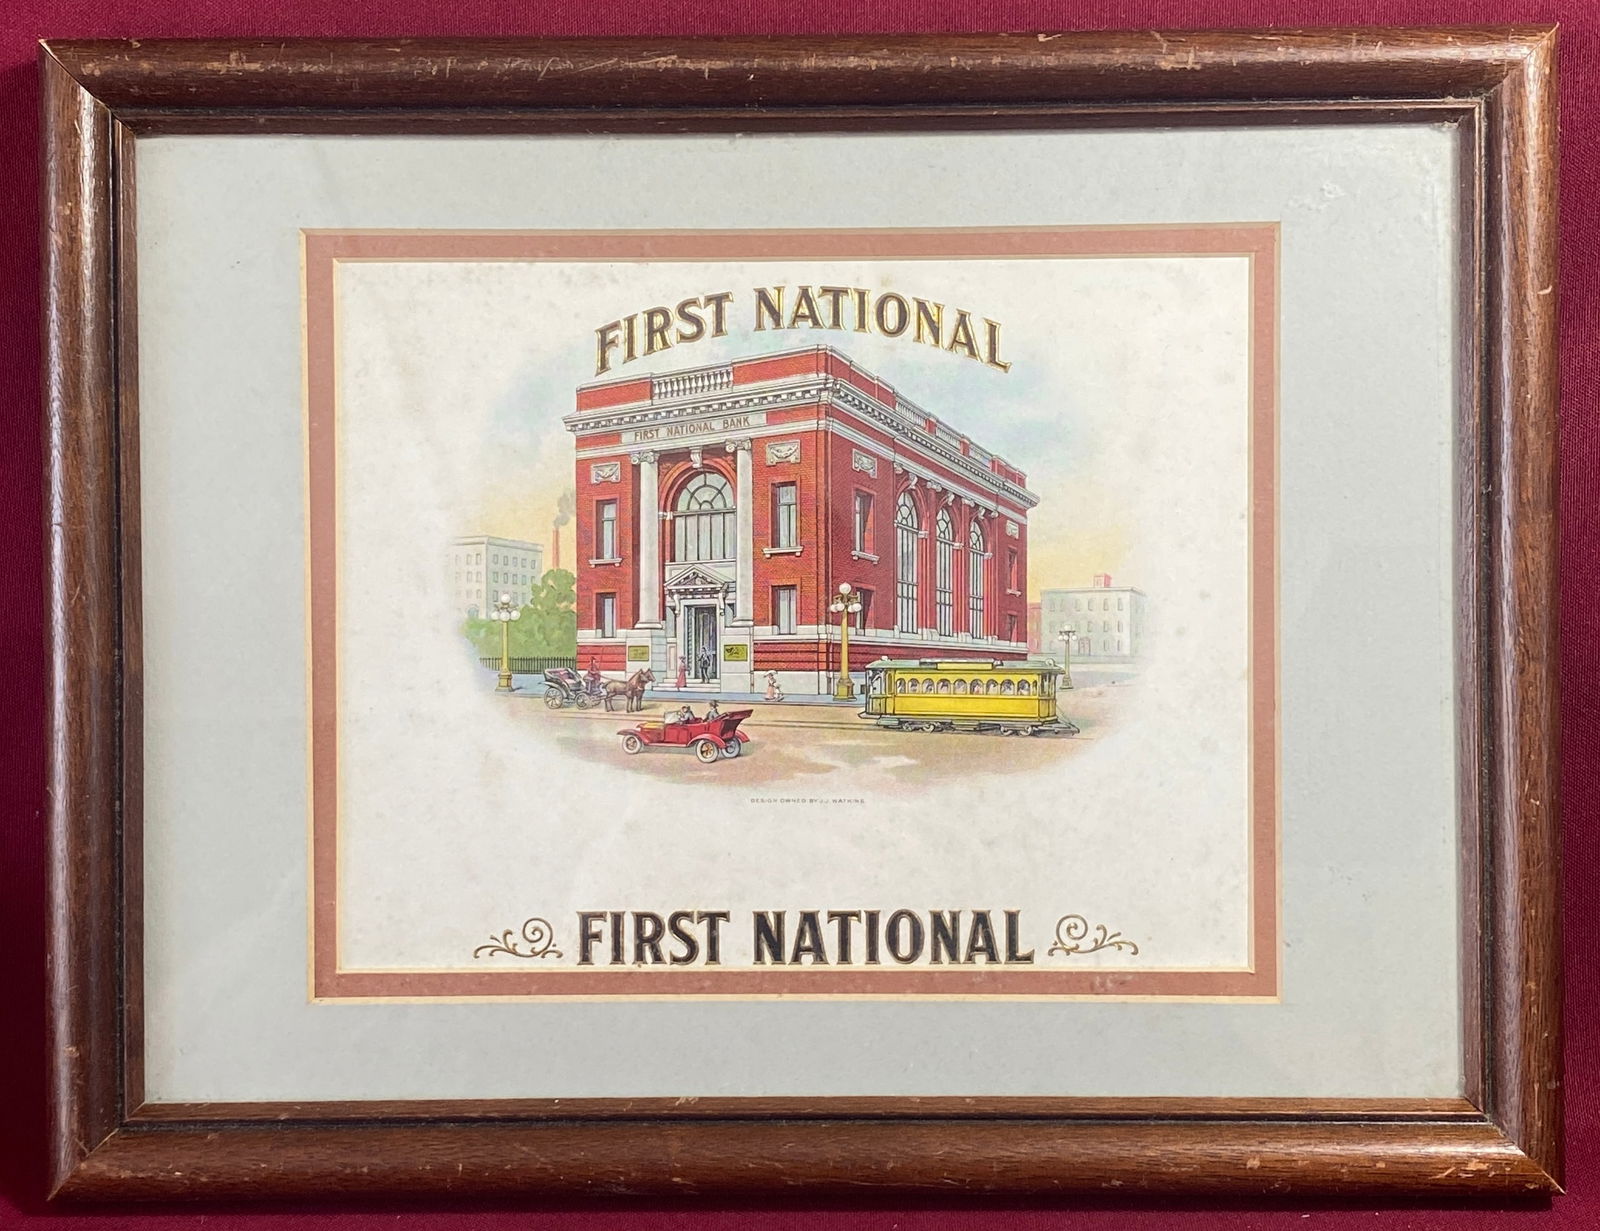 FIRST NATIONAL
FIRST NATIONAL BANK
DESIGN OWNED BY J.J. WATKINS
FIRST NATIONAL